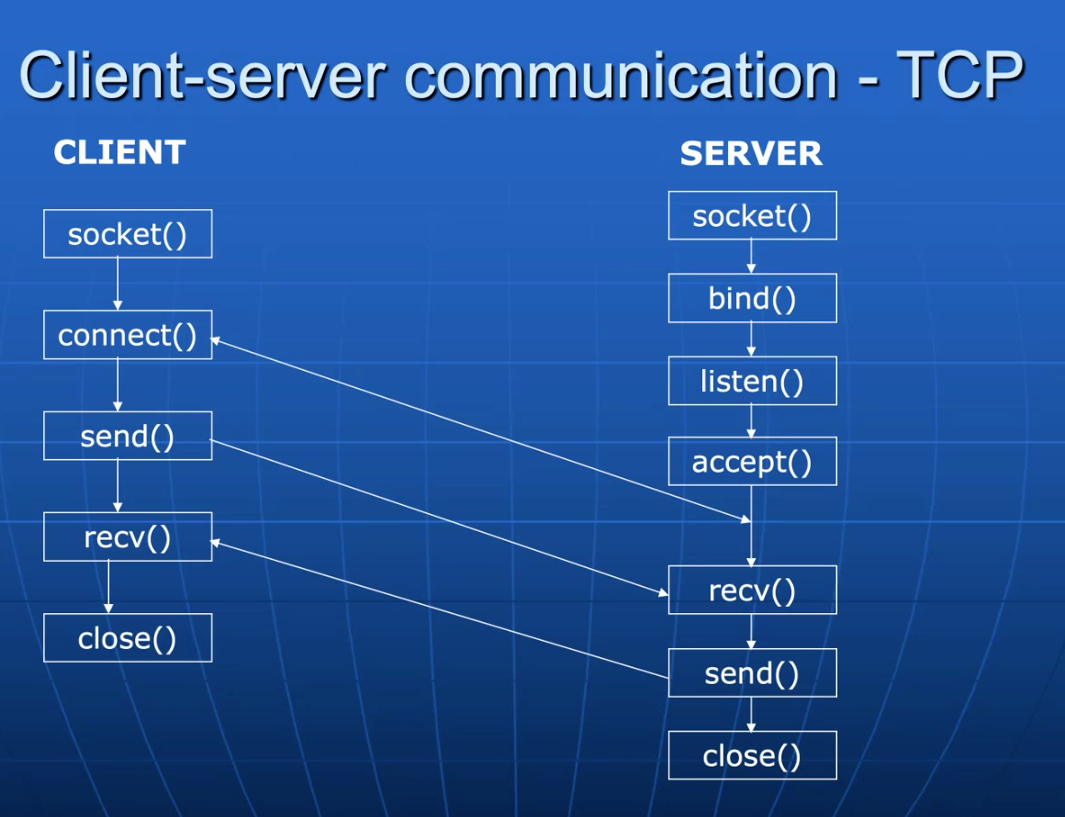 Client-server communication - TCP
CLIENT
socket()
connect()
send()
recv()
close()
SERVER
socket()
bind()
listen()
accept()
recv()
send()
close()